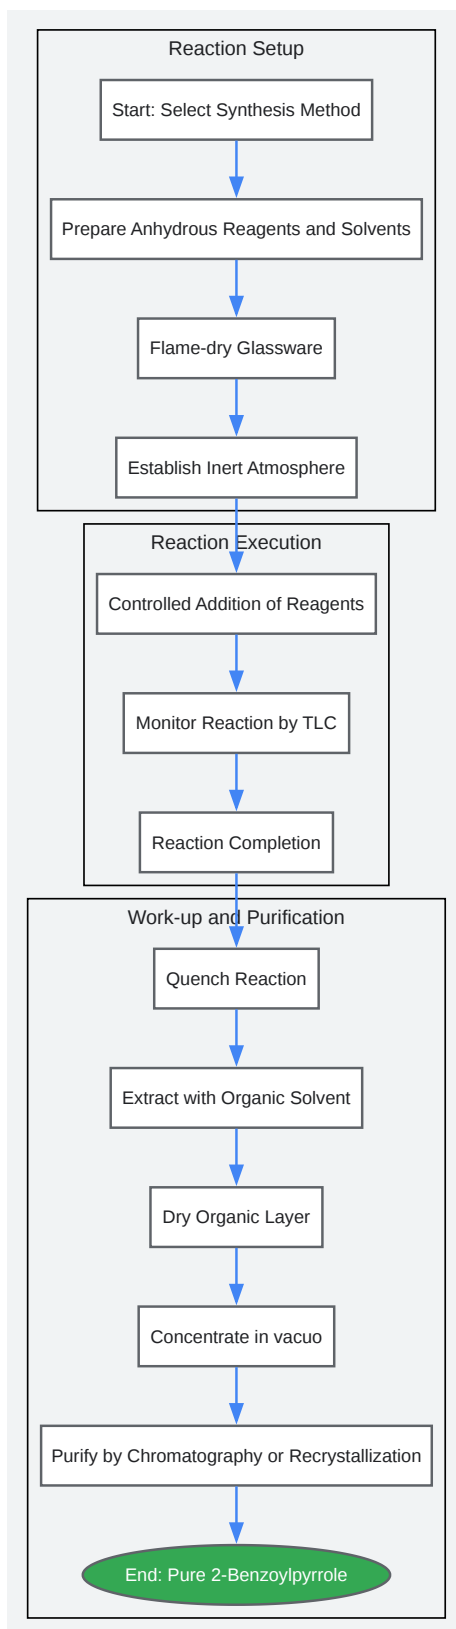 Reaction Setup
Start: Select Synthesis Method
Prepare Anhydrous Reagents and Solvents
Flame-dry Glassware
Establish Inert Atmosphere
Reaction Execution
Controlled Addition of Reagents
Monitor Reaction by TLC
Reaction Completion
Work-up and Purification
Quench Reaction
Extract with Organic Solvent
Dry Organic Layer
Concentrate in vacuo
Purify by Chromatography or Recrystallization
End: Pure 2-Benzoylpyrrole